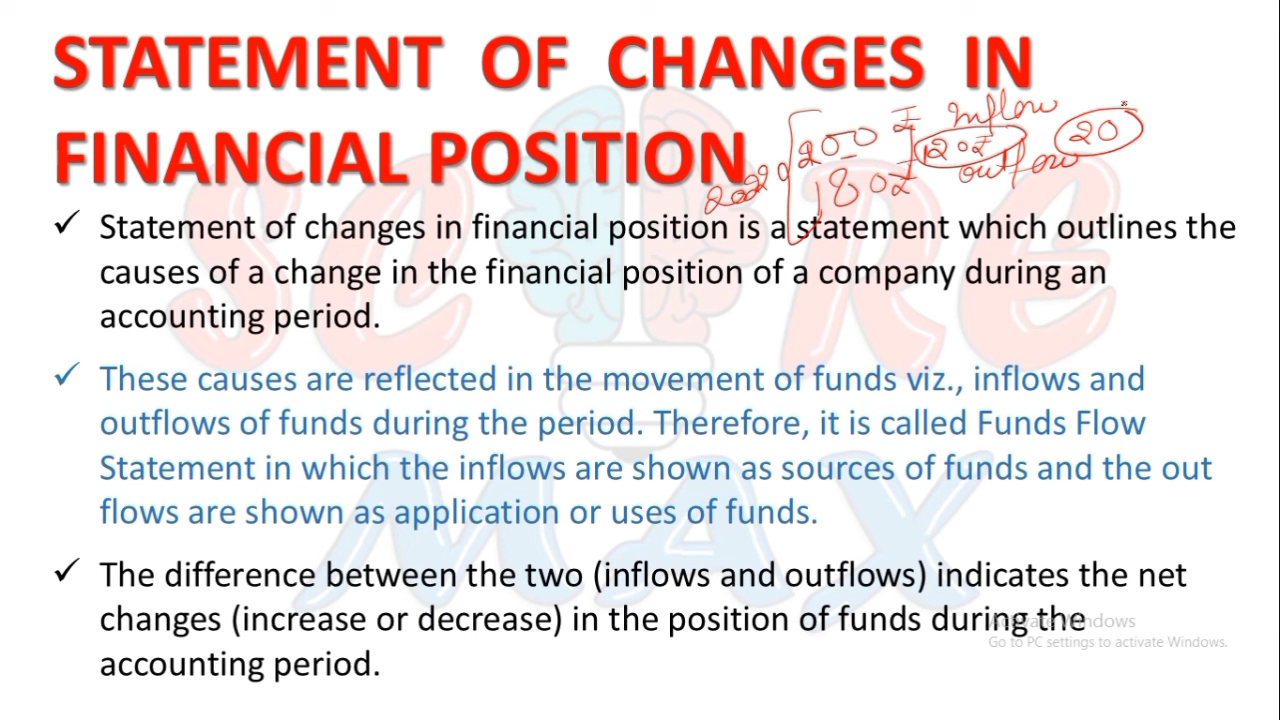 STATEMENT OF CHANGES IN
FINANCIAL POSITION
200 ₹ inflow
180₹ outflow
120₹
20
2022
✓ Statement of changes in financial position is a statement which outlines the
causes of a change in the financial position of a company during an
accounting period.
✓ These causes are reflected in the movement of funds viz., inflows and
outflows of funds during the period. Therefore, it is called Funds Flow
Statement in which the inflows are shown as sources of funds and the out
flows are shown as application or uses of funds.
✓ The difference between the two (inflows and outflows) indicates the net
changes (increase or decrease) in the position of funds during the
accounting period.
SCORE
MAX
Activate Windows
Go to PC settings to activate Windows.